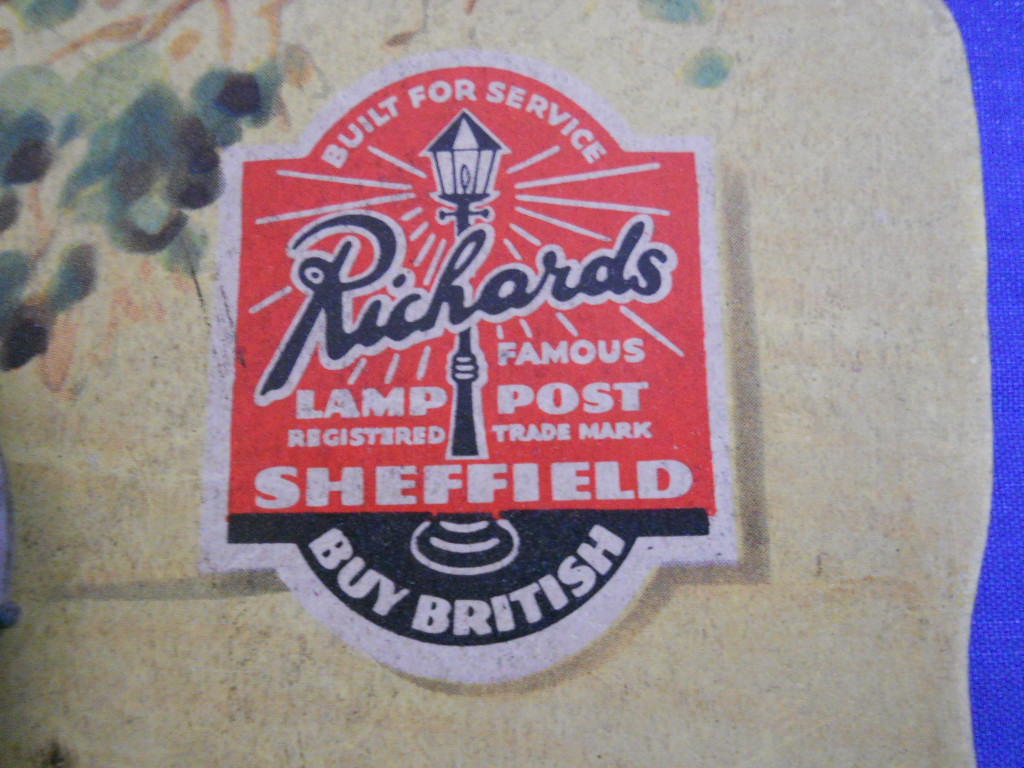 BUILT FOR SERVICE
Richards
FAMOUS
LAMP POST
REGISTERED TRADE MARK
SHEFFIELD
BUY BRITISH